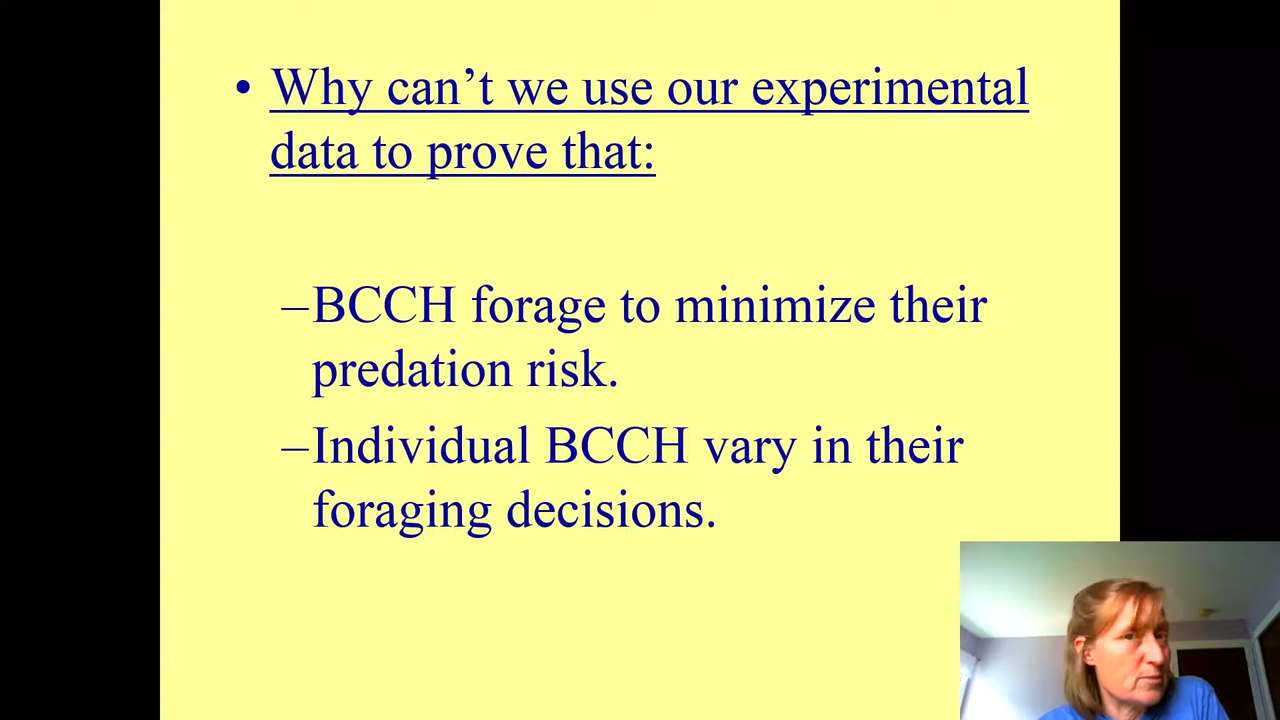 • Why can’t we use our experimental
data to prove that:
–BCCH forage to minimize their
predation risk.
–Individual BCCH vary in their
foraging decisions.